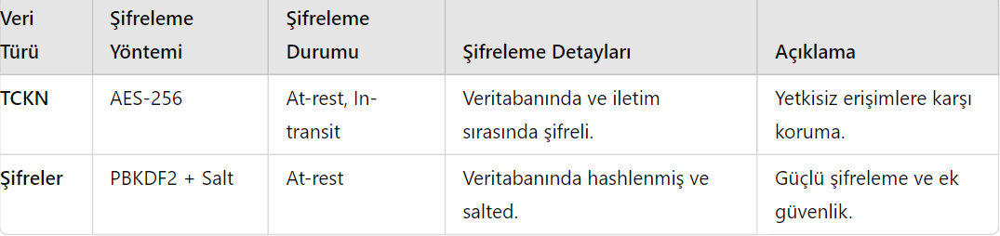 Veri Türü | Şifreleme Yöntemi | Şifreleme Durumu | Şifreleme Detayları | Açıklama
TCKN | AES-256 | At-rest, In-transit | Veritabanında ve iletim sırasında şifreli. | Yetkisiz erişimlere karşı koruma.
Şifreler | PBKDF2 + Salt | At-rest | Veritabanında hashlenmiş ve salted. | Güçlü şifreleme ve ek güvenlik.